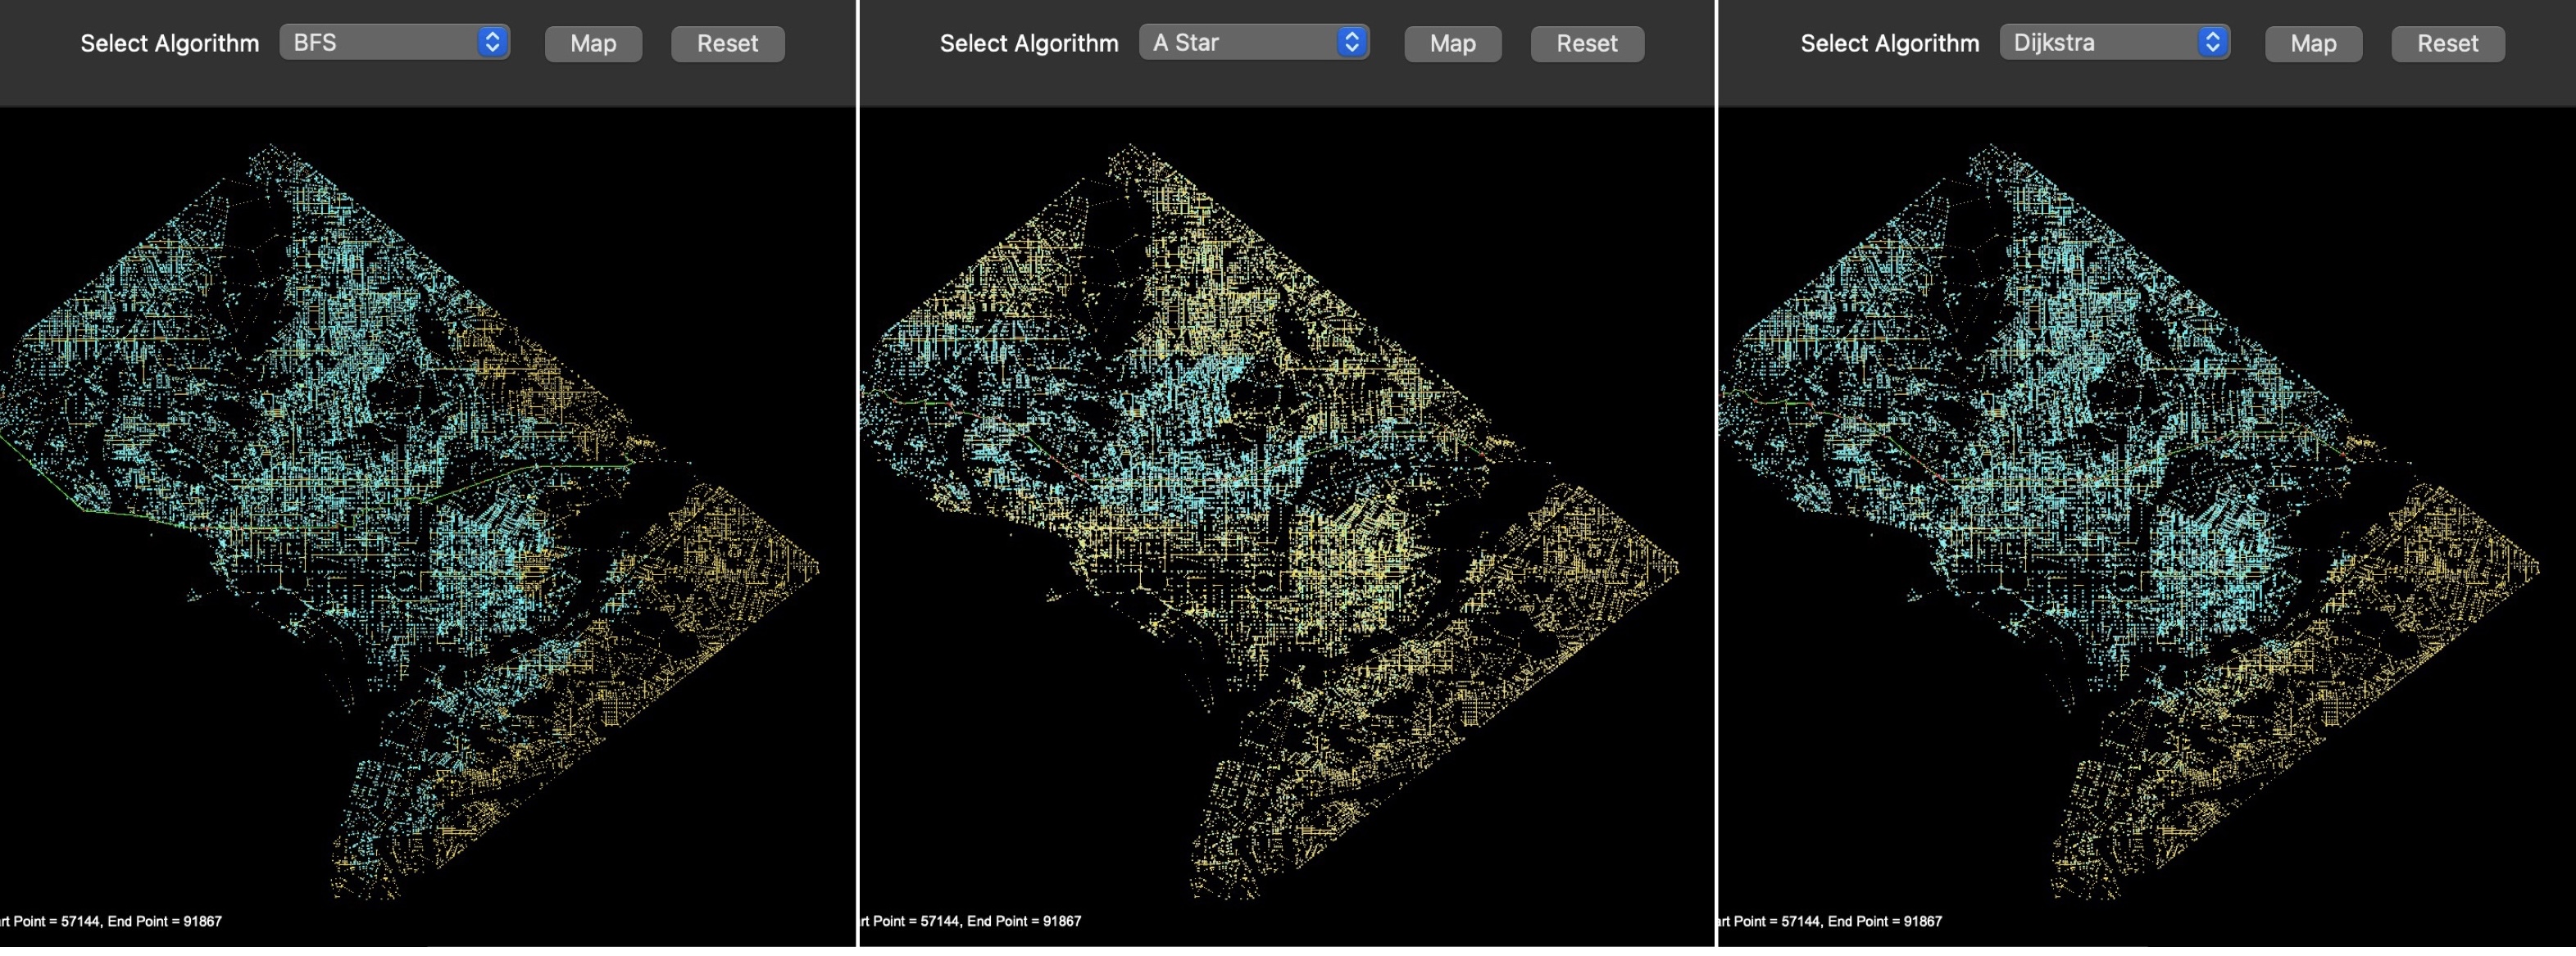 Select Algorithm BFS Map Reset
rt Point = 57144, End Point = 91867
Select Algorithm A Star Map Reset
rt Point = 57144, End Point = 91867
Select Algorithm Dijkstra Map Reset
rt Point = 57144, End Point = 91867